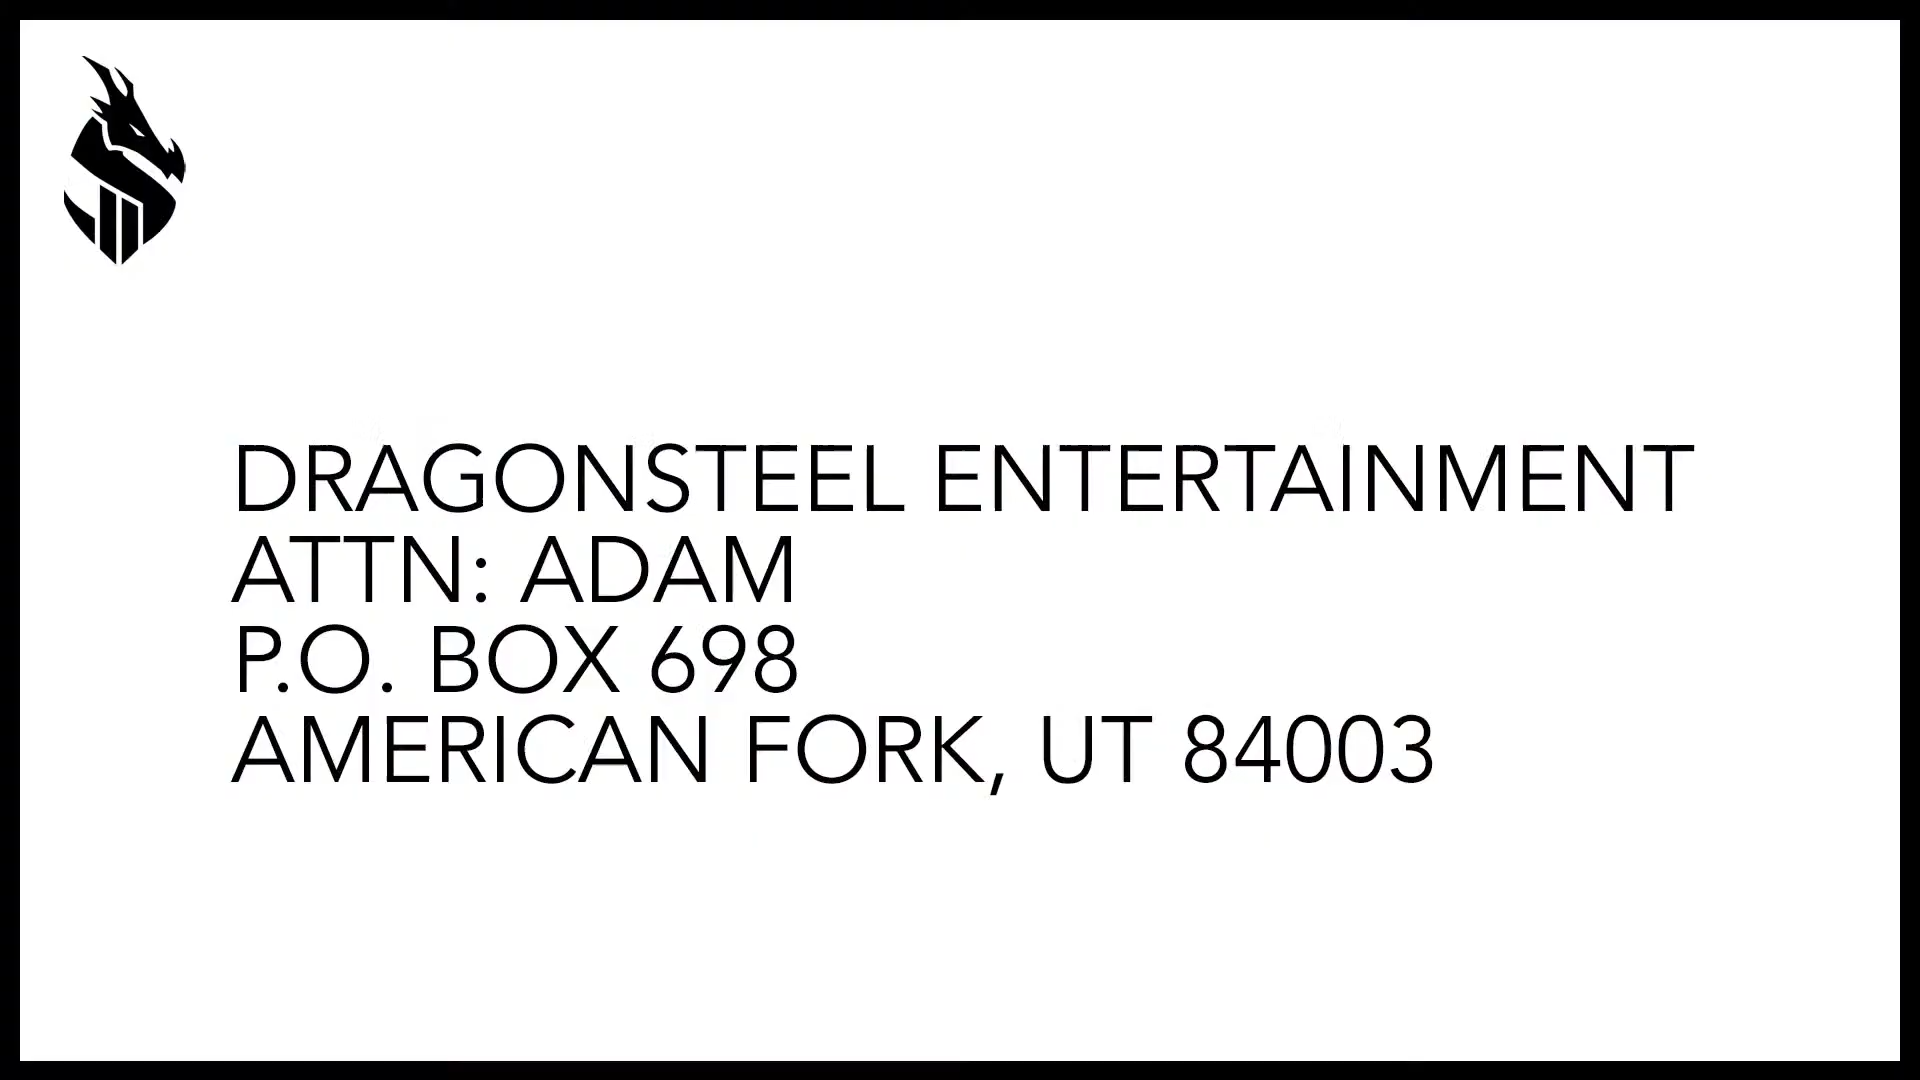 DRAGONSTEEL ENTERTAINMENT
ATTN: ADAM
P.O. BOX 698
AMERICAN FORK, UT 84003